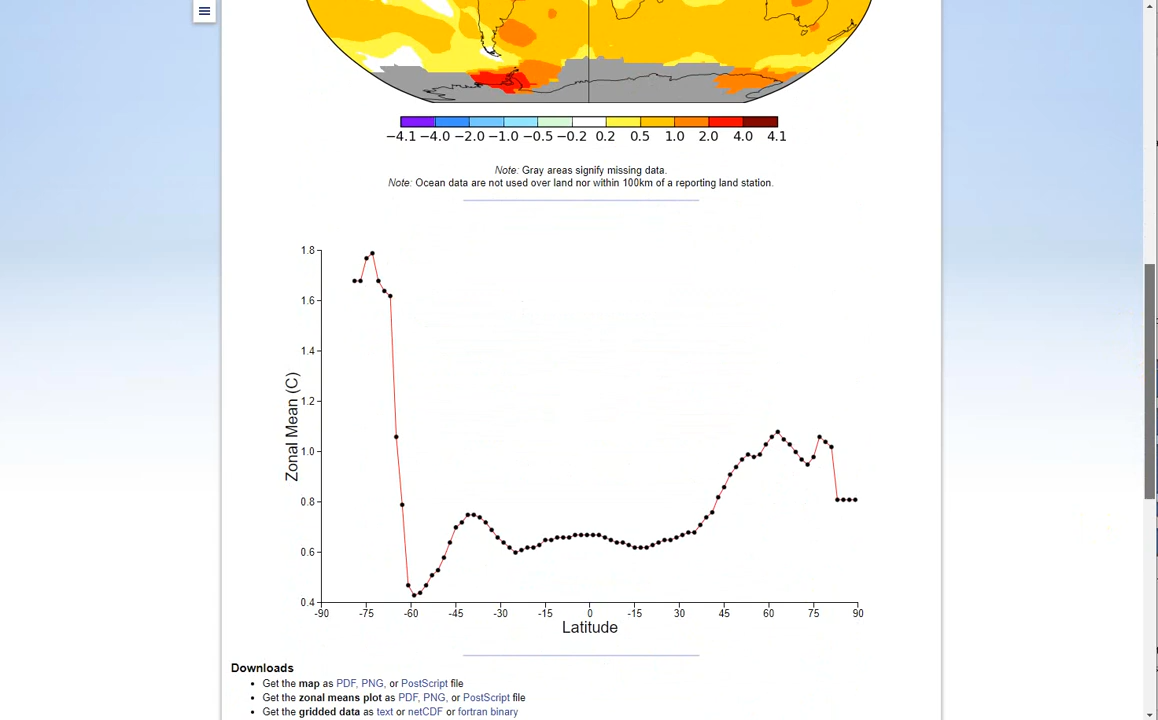 −4.1 −4.0 −2.0 −1.0 −0.5 −0.2 0.2 0.5 1.0 2.0 4.0 4.1
Note: Gray areas signify missing data.
Note: Ocean data are not used over land nor within 100km of a reporting land station.
1.8
1.6
1.4
1.2
1.0
0.8
0.6
0.4
Zonal Mean (C)
-90 -75 -60 -45 -30 -15 0 -15 30 45 60 75 90
Latitude
Downloads
Get the map as PDF, PNG, or PostScript file
Get the zonal means plot as PDF, PNG, or PostScript file
Get the gridded data as text or netCDF or fortran binary